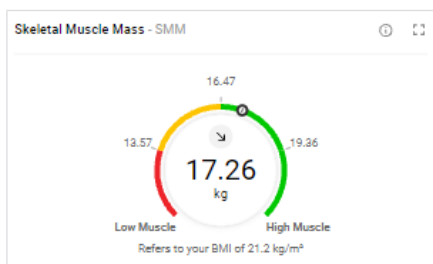 Skeletal Muscle Mass - SMM
16.47
13.57
19.36
17.26
kg
Low Muscle
High Muscle
Refers to your BMI of 21.2 kg/m²